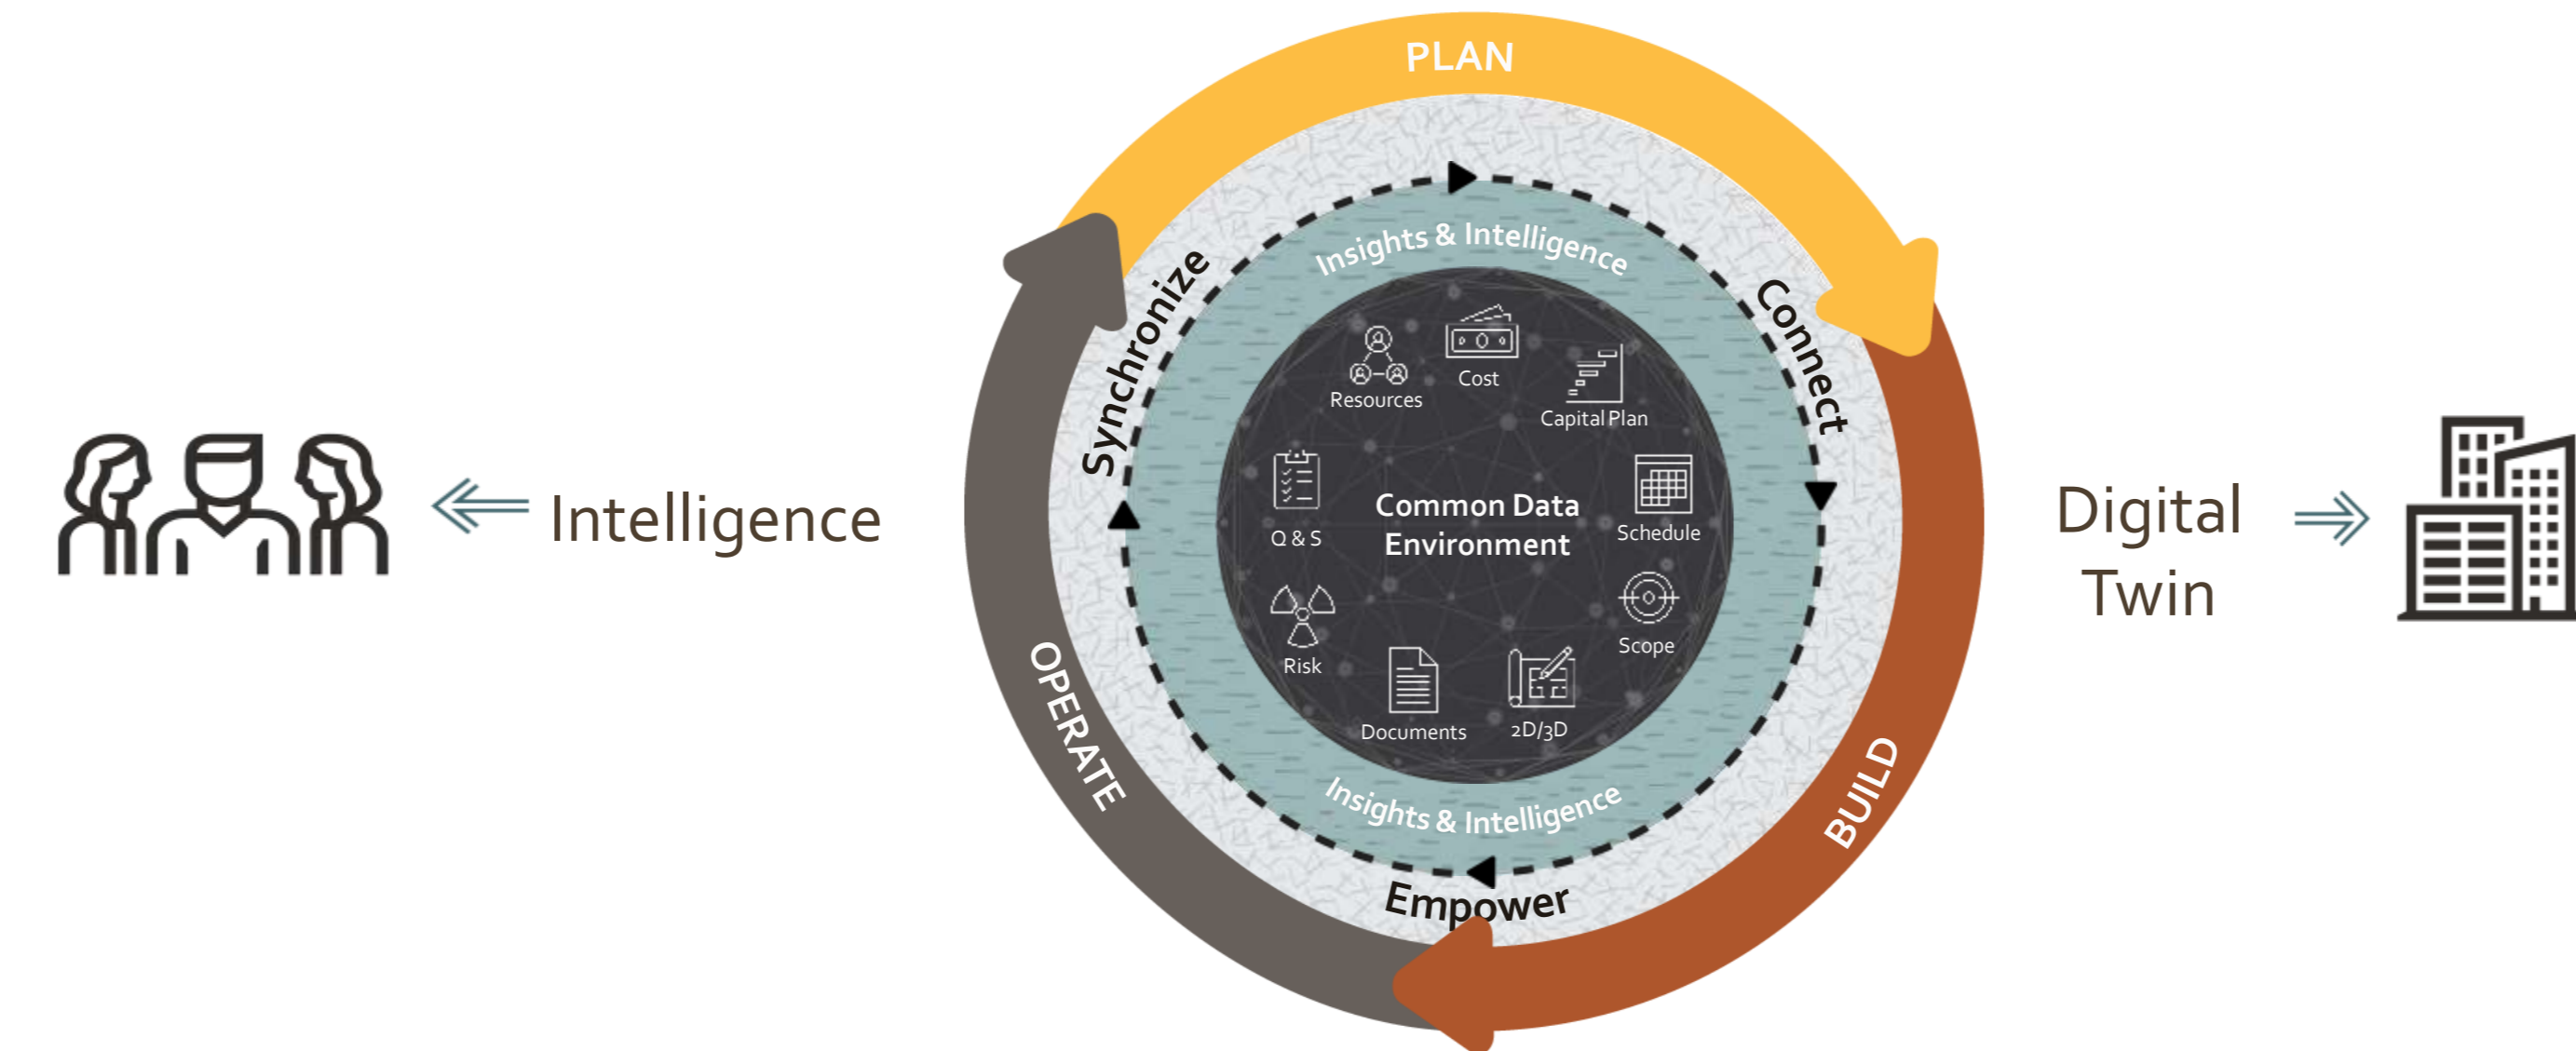 PLAN
Insights & Intelligence
Synchronize
Connect
Cost
Resources
Capital Plan
Common Data
Environment
Q & S
Schedule
Intelligence
Digital
Twin
Scope
Risk
Documents
2D/3D
OPERATE
BUILD
Insights & Intelligence
Empower